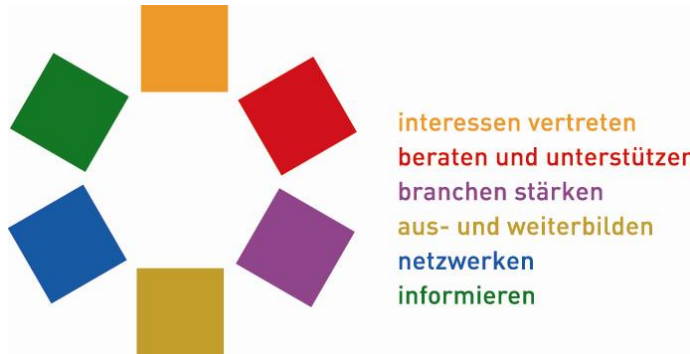 interessen vertreten
beraten und unterstützen
branchen stärken
aus- und weiterbilden
netzwerken
informieren